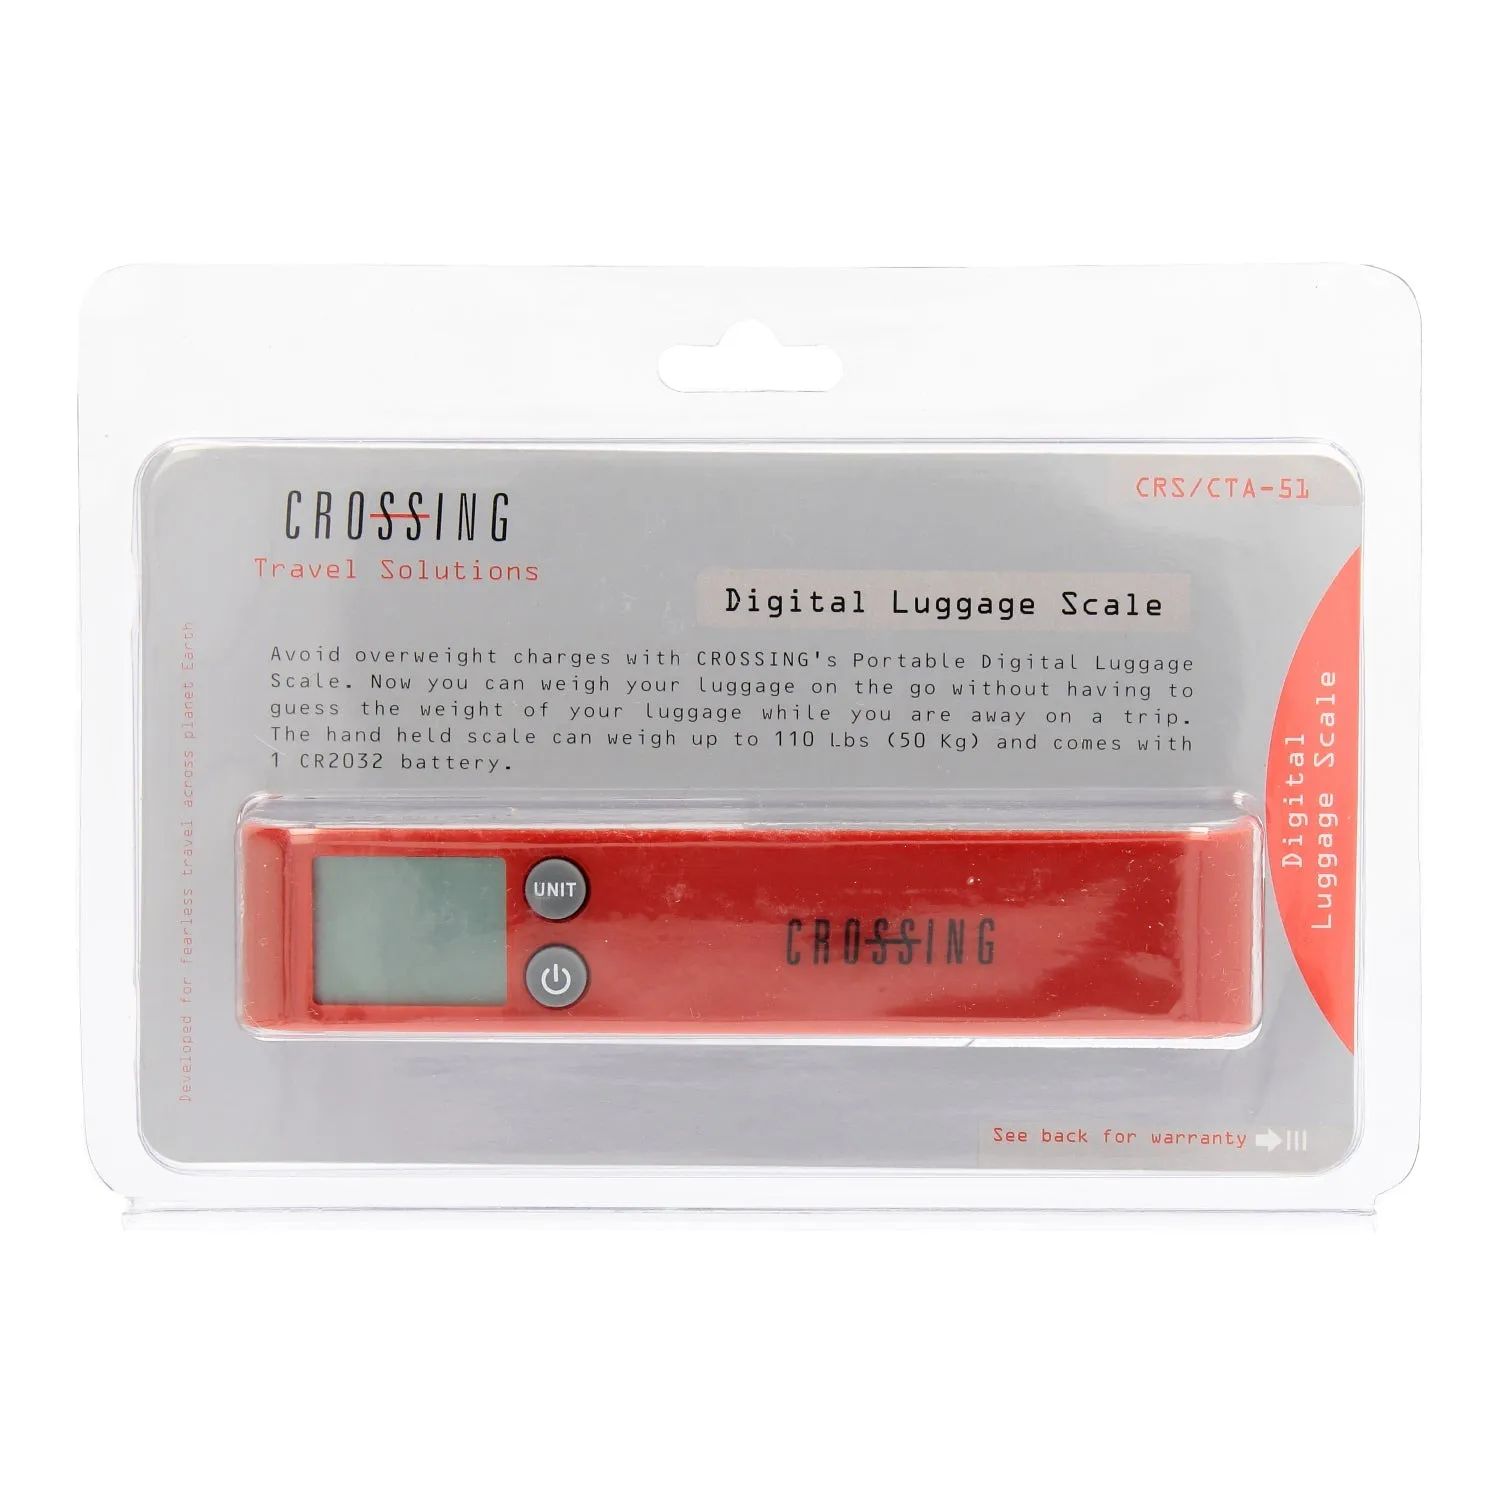 CROSSING
Travel Solutions
CRS/CTA-51
Digital Luggage Scale
Avoid overweight charges with CROSSING's Portable Digital Luggage
Scale. Now you can weigh your luggage on the go without having to
guess the weight of your luggage while you are away on a trip.
The hand held scale can weigh up to 110 Lbs (50 Kg) and comes with
1 CR2032 battery.
Developed for fearless travel across planet Earth
Digital
Luggage Scale
UNIT
CROSSING
See back for warranty